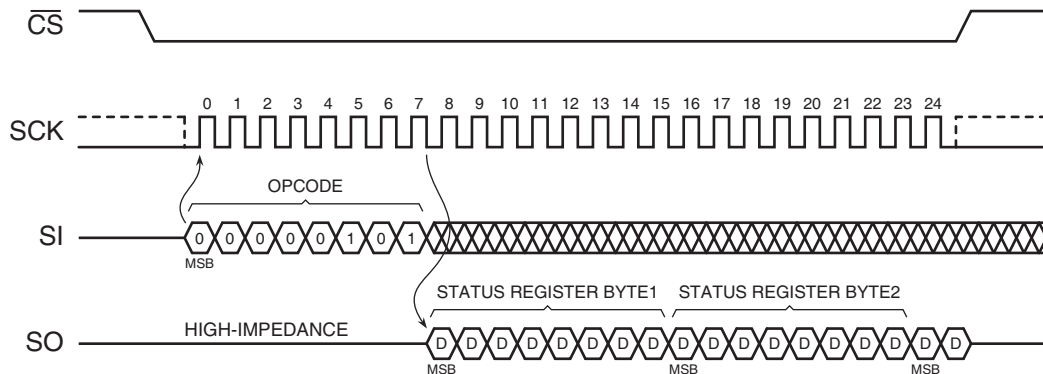 CS
0 1 2 3 4 5 6 7 8 9 10 11 12 13 14 15 16 17 18 19 20 21 22 23 24
SCK
OPCODE
SI 0 0 0 0 0 1 0 1
MSB
STATUS REGISTER BYTE1 STATUS REGISTER BYTE2
HIGH-IMPEDANCE
SO D D D D D D D D D D D D D D D D D D
MSB MSB MSB